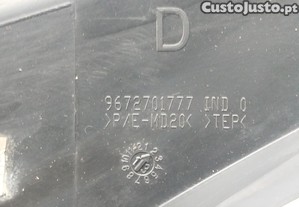 CustoJusto.pt
D
9672701777 IND 0
>P/E-MD20< >TEP<